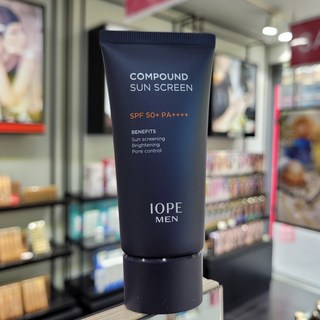 COMPOUND
SUN SCREEN
SPF 50+ PA++++
BENEFITS
Sun screening
Brightening
Pore control
IOPE
MEN